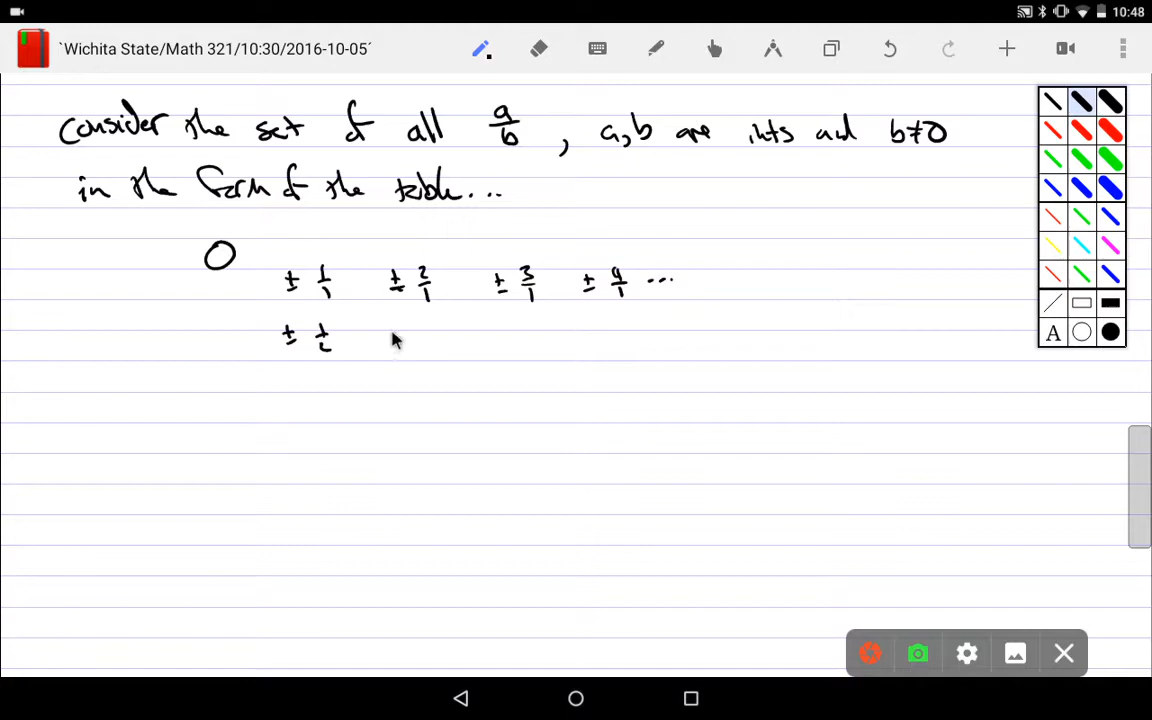 10:48
`Wichita State/Math 321/10:30/2016-10-05´
Consider the set of all a/b , a,b are ints and b≠0
in the form of the table...
0
± 1/1 ± 2/1 ± 3/1 ± 4/1 ...
± 1/2
A